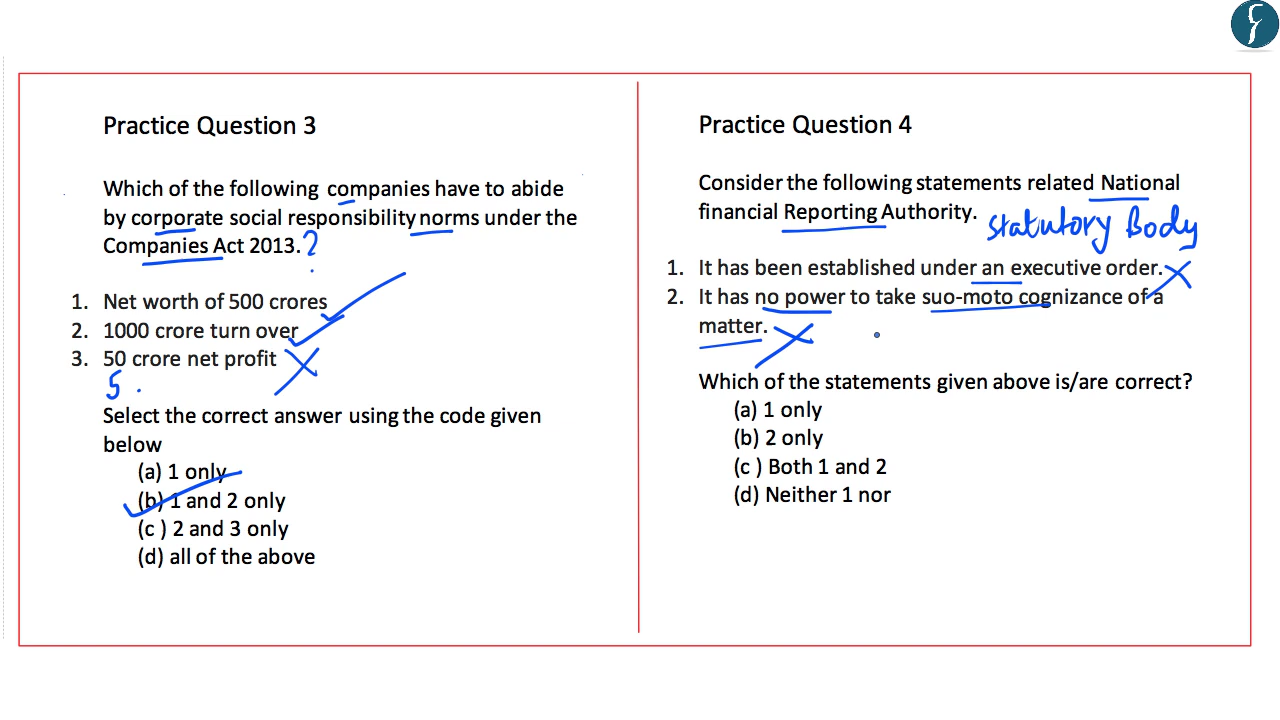 Practice Question 3
Which of the following companies have to abide
by corporate social responsibility norms under the
Companies Act 2013. ?
1. Net worth of 500 crores
2. 1000 crore turn over
3. 50 crore net profit
5
Select the correct answer using the code given
below
(a) 1 only
(b) 1 and 2 only
(c ) 2 and 3 only
(d) all of the above
Practice Question 4
Consider the following statements related National
financial Reporting Authority.
Statutory Body
1. It has been established under an executive order.
2. It has no power to take suo-moto cognizance of a
matter.
Which of the statements given above is/are correct?
(a) 1 only
(b) 2 only
(c ) Both 1 and 2
(d) Neither 1 nor